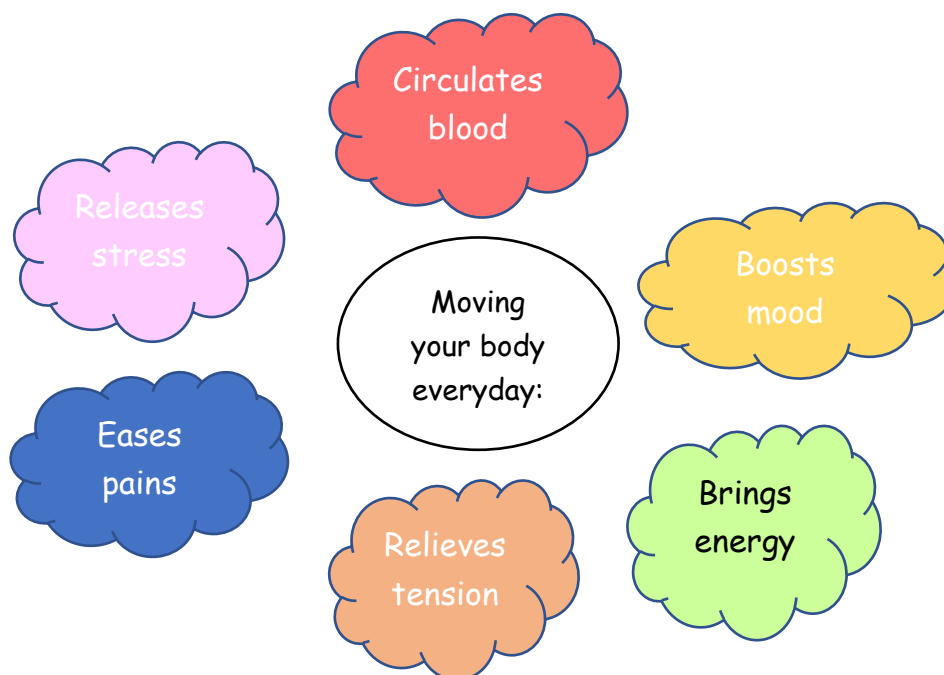 Circulates
blood
Releases
stress
Boosts
mood
Moving
your body
everyday:
Eases
pains
Brings
energy
Relieves
tension